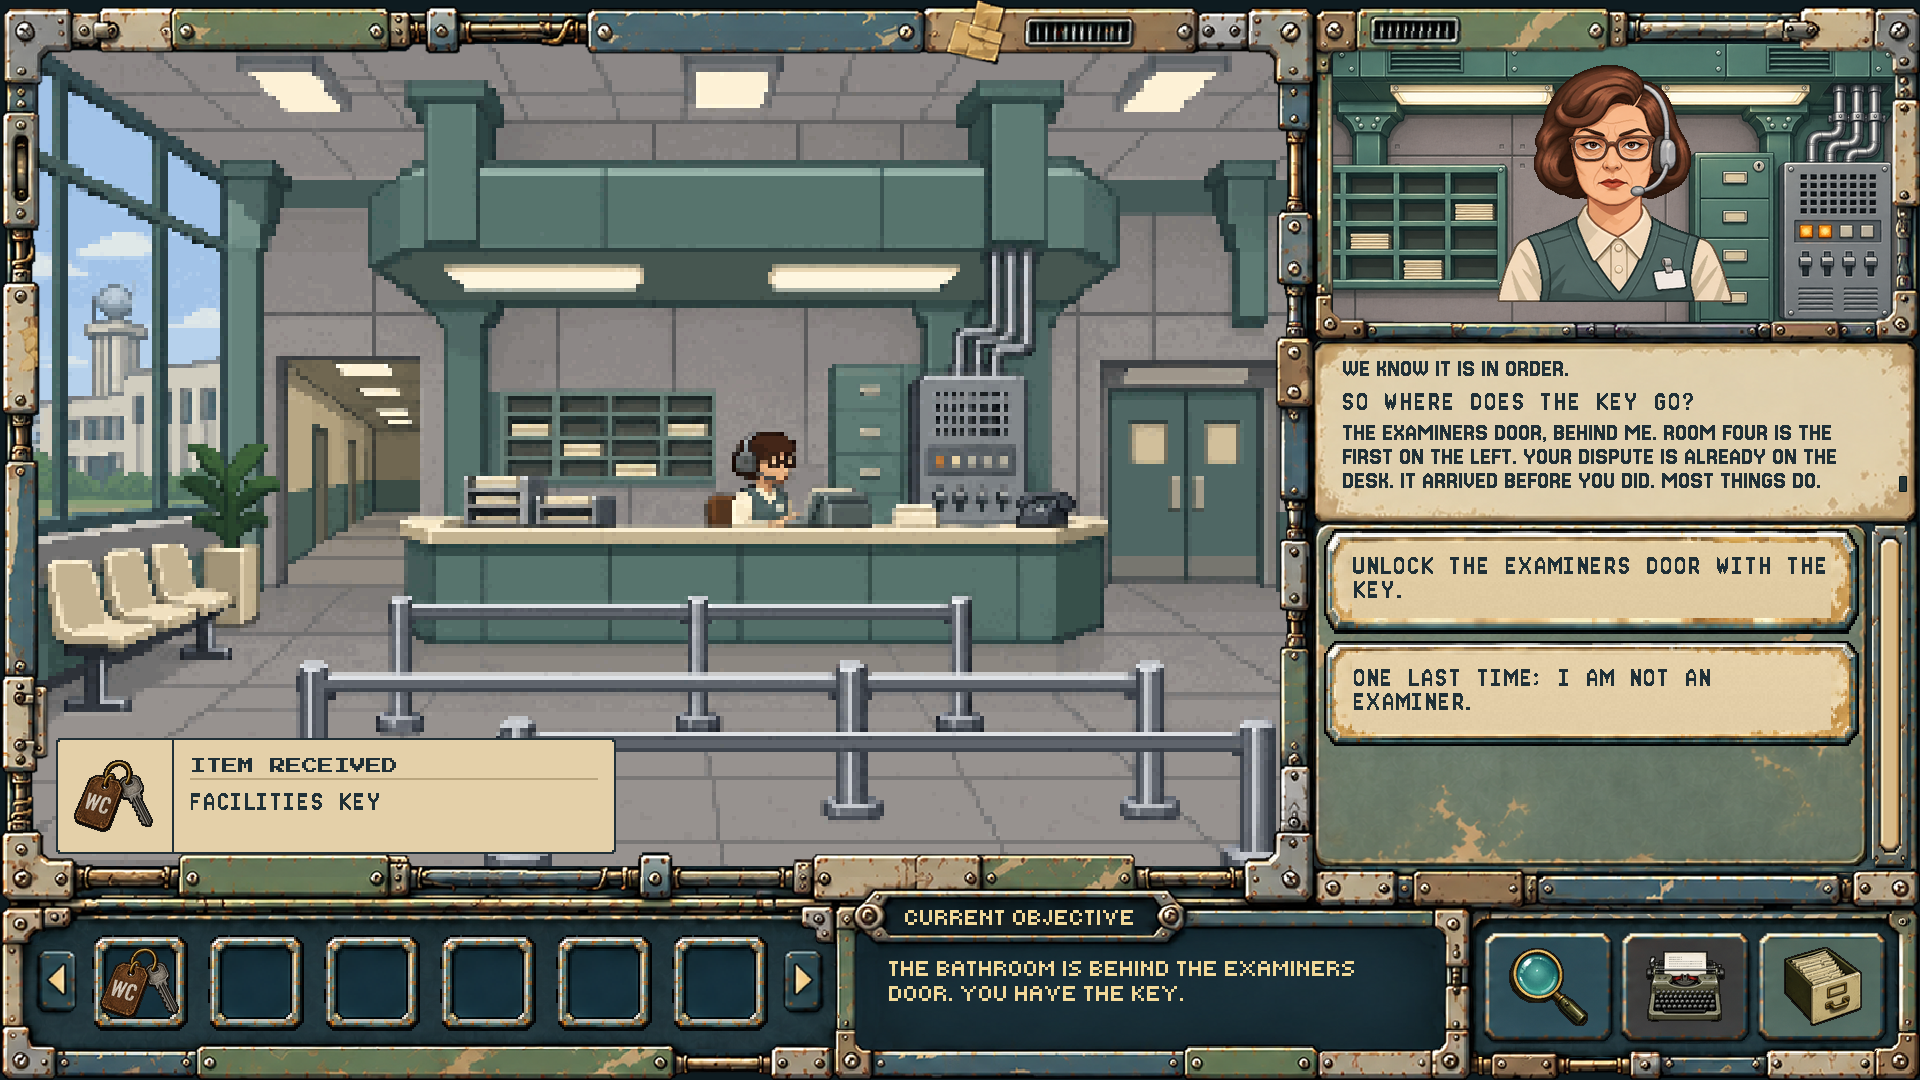 WE KNOW IT IS IN ORDER.
SO WHERE DOES THE KEY GO?
THE EXAMINERS DOOR, BEHIND ME. ROOM FOUR IS THE
FIRST ON THE LEFT. YOUR DISPUTE IS ALREADY ON THE
DESK. IT ARRIVED BEFORE YOU DID. MOST THINGS DO.
UNLOCK THE EXAMINERS DOOR WITH THE
KEY.
ONE LAST TIME: I AM NOT AN
EXAMINER.
WC
ITEM RECEIVED
FACILITIES KEY
WC
CURRENT OBJECTIVE
THE BATHROOM IS BEHIND THE EXAMINERS
DOOR. YOU HAVE THE KEY.